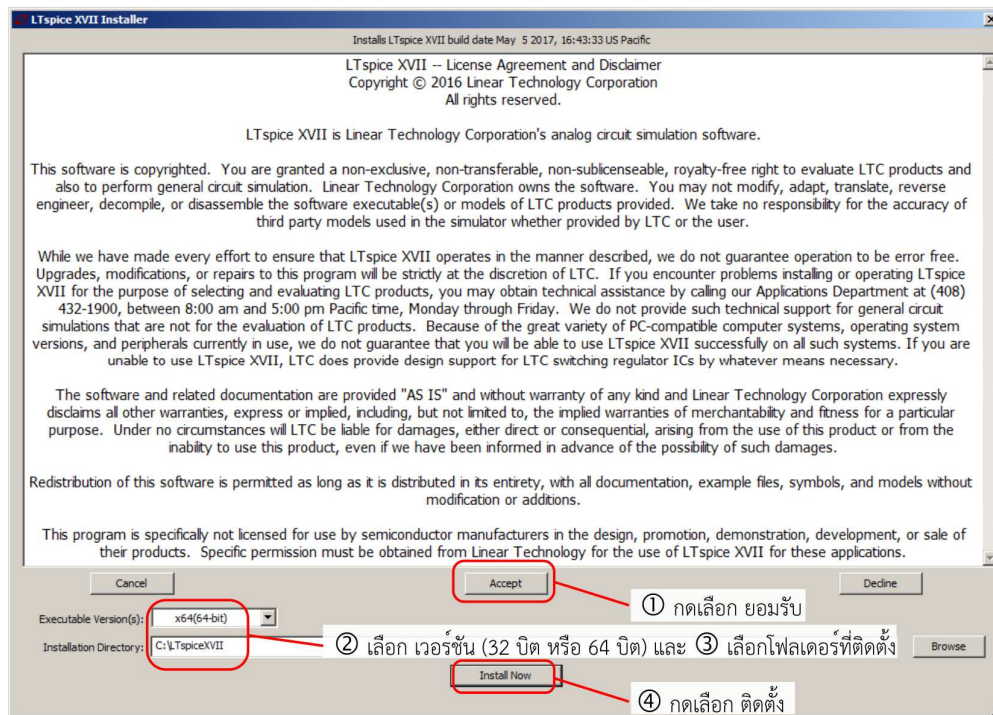 LTspice XVII Installer
Installs LTspice XVII build date May 5 2017, 16:43:33 US Pacific
LTspice XVII -- License Agreement and Disclaimer
Copyright © 2016 Linear Technology Corporation
All rights reserved.
LTspice XVII is Linear Technology Corporation's analog circuit simulation software.
This software is copyrighted. You are granted a non-exclusive, non-transferable, non-sublicenseable, royalty-free right to evaluate LTC products and
also to perform general circuit simulation. Linear Technology Corporation owns the software. You may not modify, adapt, translate, reverse
engineer, decompile, or disassemble the software executable(s) or models of LTC products provided. We take no responsibility for the accuracy of
third party models used in the simulator whether provided by LTC or the user.
While we have made every effort to ensure that LTspice XVII operates in the manner described, we do not guarantee operation to be error free.
Upgrades, modifications, or repairs to this program will be strictly at the discretion of LTC. If you encounter problems installing or operating LTspice
XVII for the purpose of selecting and evaluating LTC products, you may obtain technical assistance by calling our Applications Department at (408)
432-1900, between 8:00 am and 5:00 pm Pacific time, Monday through Friday. We do not provide such technical support for general circuit
simulations that are not for the evaluation of LTC products. Because of the great variety of PC-compatible computer systems, operating system
versions, and peripherals currently in use, we do not guarantee that you will be able to use LTspice XVII successfully on all such systems. If you are
unable to use LTspice XVII, LTC does provide design support for LTC switching regulator ICs by whatever means necessary.
The software and related documentation are provided "AS IS" and without warranty of any kind and Linear Technology Corporation expressly
disclaims all other warranties, express or implied, including, but not limited to, the implied warranties of merchantability and fitness for a particular
purpose. Under no circumstances will LTC be liable for damages, either direct or consequential, arising from the use of this product or from the
inability to use this product, even if we have been informed in advance of the possibility of such damages.
Redistribution of this software is permitted as long as it is distributed in its entirety, with all documentation, example files, symbols, and models without
modification or additions.
This program is specifically not licensed for use by semiconductor manufacturers in the design, promotion, demonstration, development, or sale of
their products. Specific permission must be obtained from Linear Technology for the use of LTspice XVII for these applications.
Cancel Accept Decline
① กดเลือก ยอมรับ
Executable Version(s): x64(64-bit)
② เลือก เวอร์ชัน (32 บิต หรือ 64 บิต) และ ③ เลือกโฟลเดอร์ที่ติดตั้ง
Installation Directory: C:\LTspiceXVII Browse
Install Now
④ กดเลือก ติดตั้ง